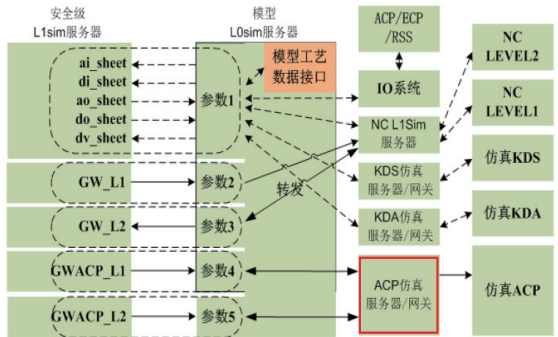 安全级
L1sim服务器
模型
L0sim服务器
ai_sheet
di_sheet
ao_sheet
do_sheet
dv_sheet
参数1
模型工艺
数据接口
GW_L1
参数2
GW_L2
参数3
转发
GWACP_L1
参数4
GWACP_L2
参数5
ACP/ECP
/RSS
IO系统
NC L1Sim
服务器
KDS仿真
服务器/网关
KDA仿真
服务器/网关
ACP仿真
服务器/网关
NC
LEVEL2
NC
LEVEL1
仿真KDS
仿真KDA
仿真ACP